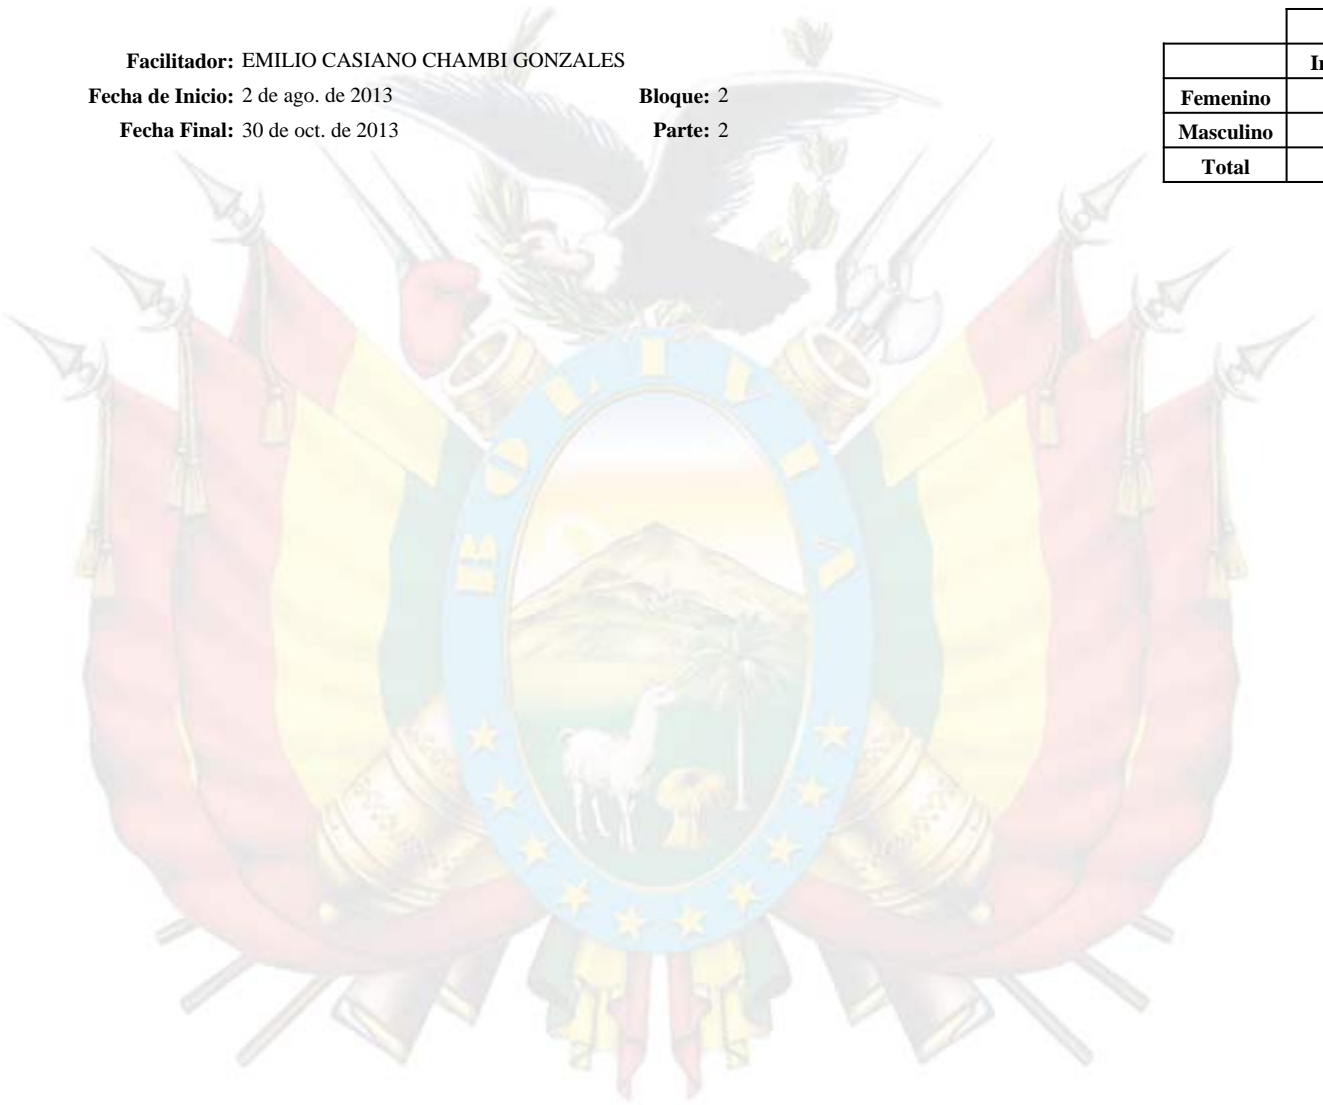 Facilitador: EMILIO CASIANO CHAMBI GONZALES
Fecha de Inicio: 2 de ago. de 2013 Bloque: 2
Fecha Final: 30 de oct. de 2013 Parte: 2
Femenino
Masculino
Total
BOLIVIA